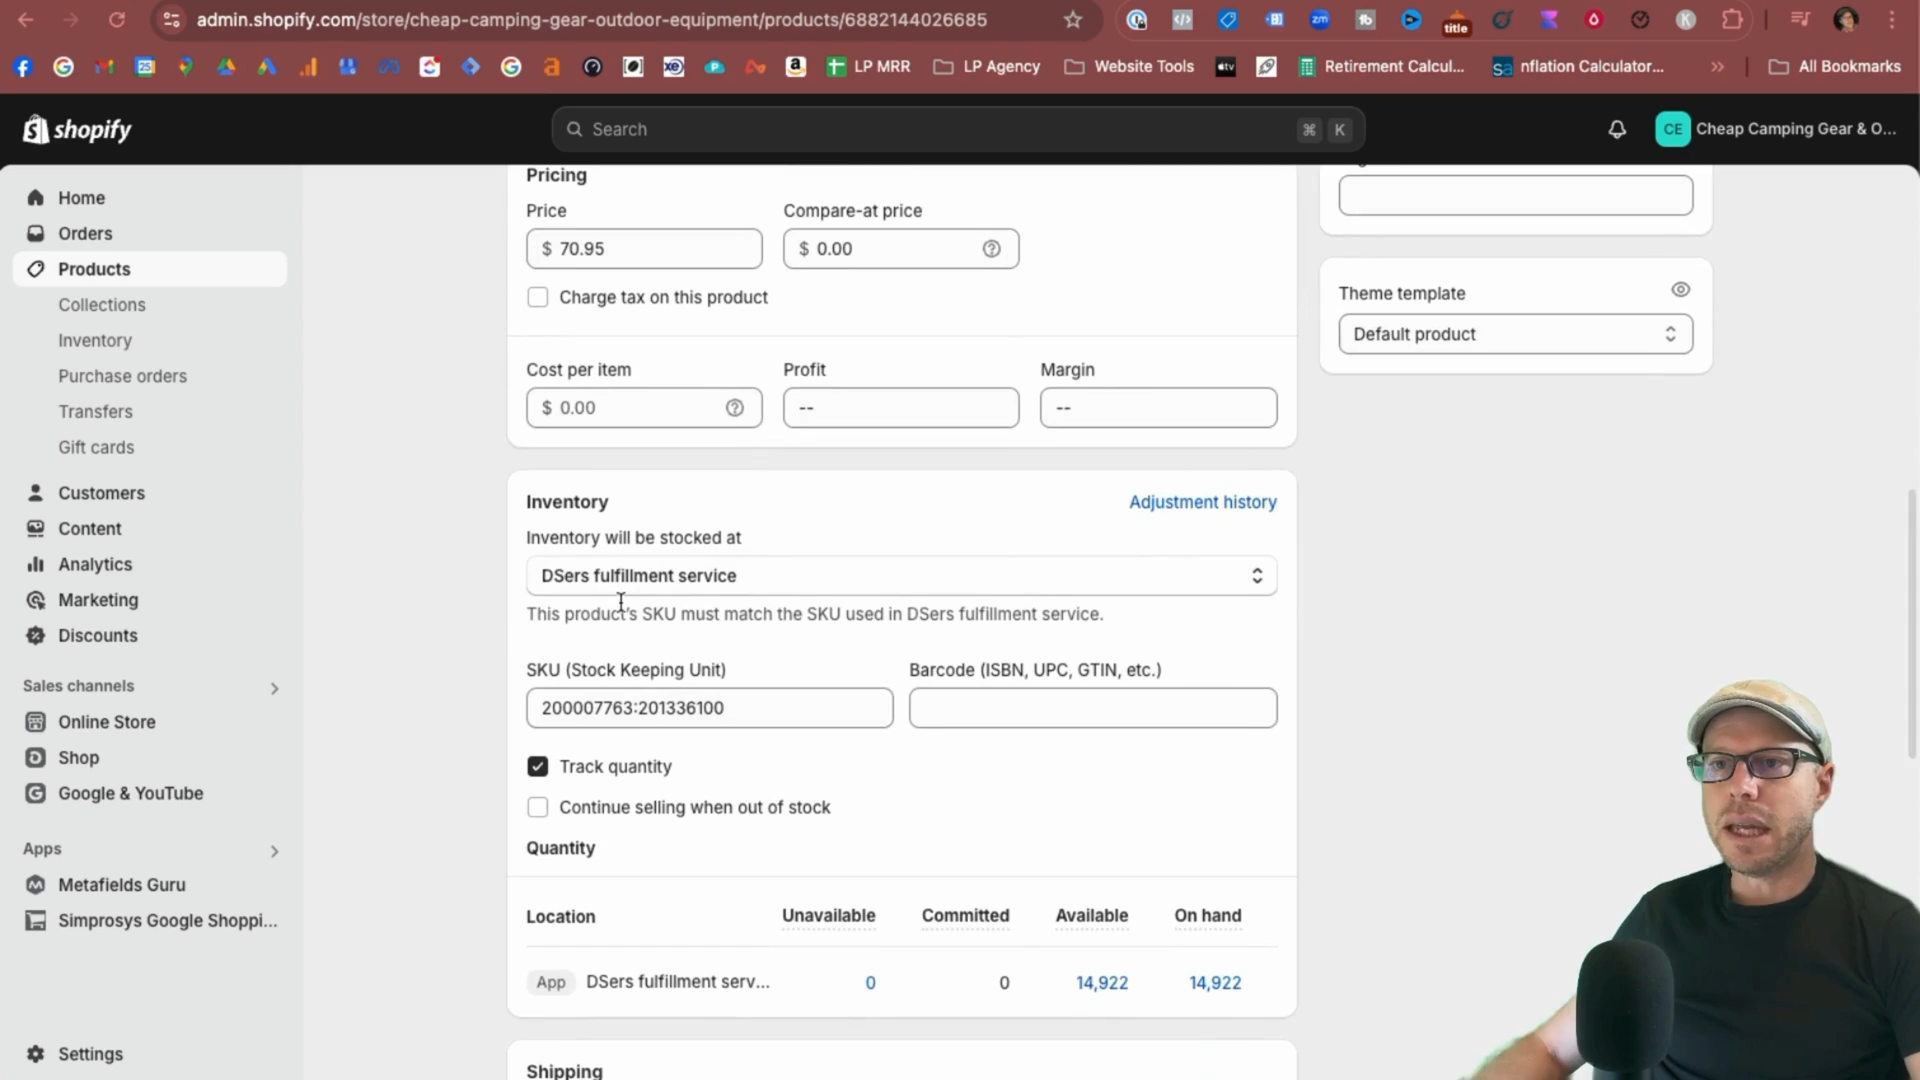 admin.shopify.com/store/cheap-camping-gear-outdoor-equipment/products/6882144026685
title
LP MRR
LP Agency
Website Tools
Retirement Calcul...
nflation Calculator...
All Bookmarks
shopify
Search
⌘ K
CE Cheap Camping Gear & O...
Home
Orders
Products
Collections
Inventory
Purchase orders
Transfers
Gift cards
Customers
Content
Analytics
Marketing
Discounts
Sales channels
Online Store
Shop
Google & YouTube
Apps
Metafields Guru
Simprosys Google Shoppi...
Settings
Pricing
Price
Compare-at price
$ 70.95
$ 0.00
Charge tax on this product
Cost per item
Profit
Margin
$ 0.00
--
--
Inventory
Adjustment history
Inventory will be stocked at
DSers fulfillment service
This product's SKU must match the SKU used in DSers fulfillment service.
SKU (Stock Keeping Unit)
Barcode (ISBN, UPC, GTIN, etc.)
200007763:201336100
Track quantity
Continue selling when out of stock
Quantity
Location Unavailable Committed Available On hand
App DSers fulfillment serv... 0 0 14,922 14,922
Shipping
Theme template
Default product